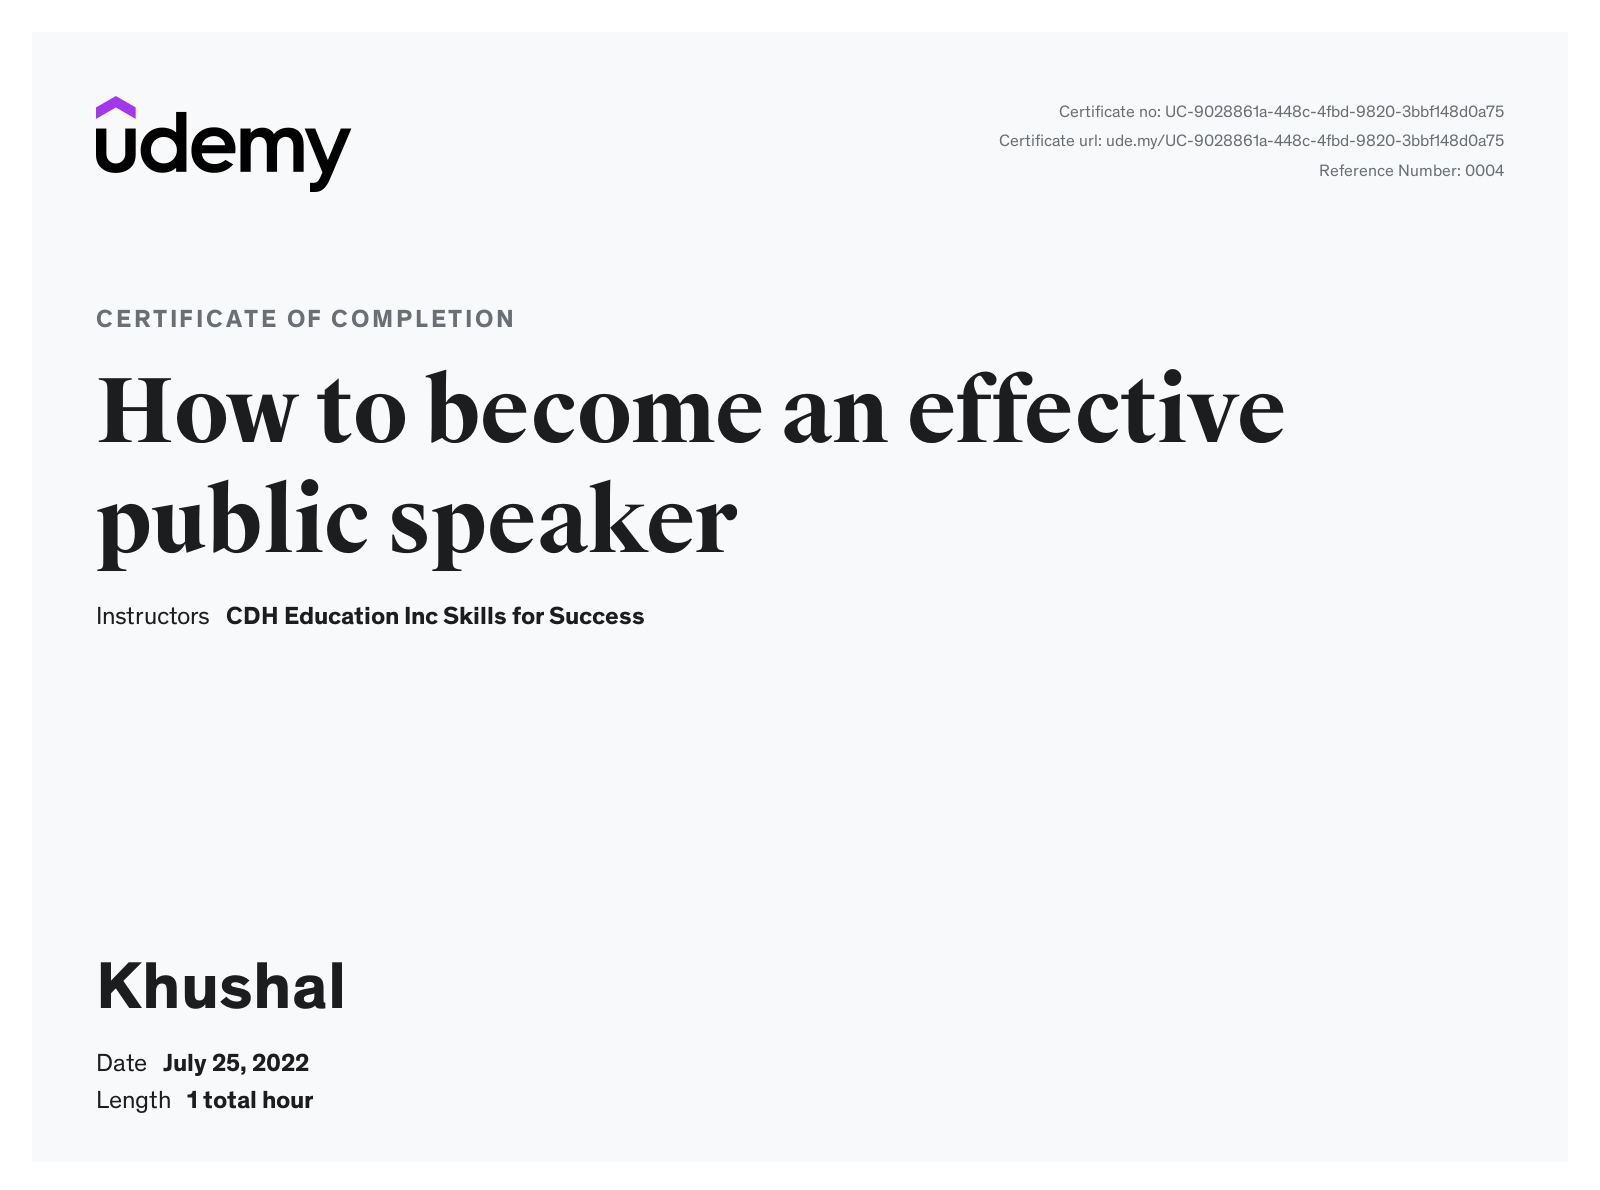 udemy
Certificate no: UC-9028861a-448c-4fbd-9820-3bbf148d0a75
Certificate url: ude.my/UC-9028861a-448c-4fbd-9820-3bbf148d0a75
Reference Number: 0004
CERTIFICATE OF COMPLETION
How to become an effective
public speaker
Instructors CDH Education Inc Skills for Success
Khushal
Date July 25, 2022
Length 1 total hour